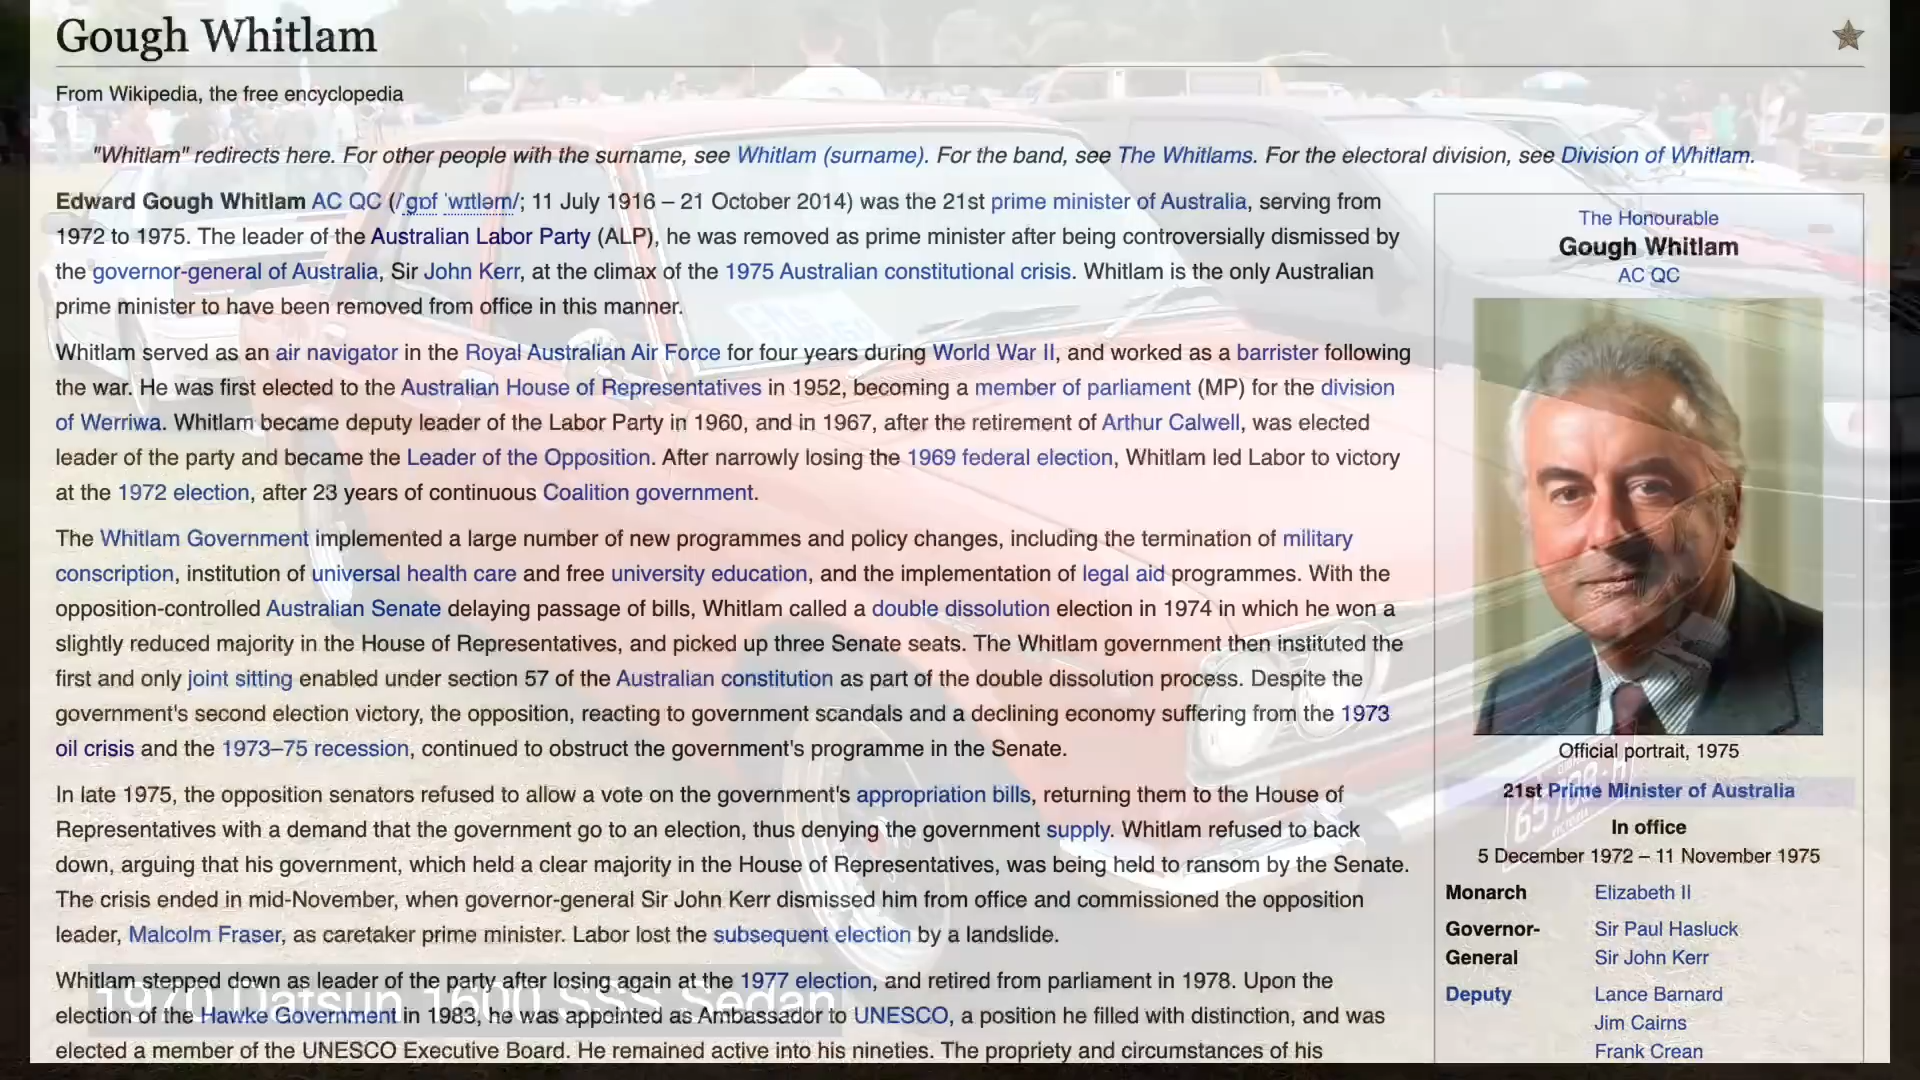 Gough Whitlam
From Wikipedia, the free encyclopedia
"Whitlam" redirects here. For other people with the surname, see Whitlam (surname). For the band, see The Whitlams. For the electoral division, see Division of Whitlam.
Edward Gough Whitlam AC QC (/ˈɡɒf ˈwɪtləm/; 11 July 1916 – 21 October 2014) was the 21st prime minister of Australia, serving from
1972 to 1975. The leader of the Australian Labor Party (ALP), he was removed as prime minister after being controversially dismissed by
the governor-general of Australia, Sir John Kerr, at the climax of the 1975 Australian constitutional crisis. Whitlam is the only Australian
prime minister to have been removed from office in this manner.
Whitlam served as an air navigator in the Royal Australian Air Force for four years during World War II, and worked as a barrister following
the war. He was first elected to the Australian House of Representatives in 1952, becoming a member of parliament (MP) for the division
of Werriwa. Whitlam became deputy leader of the Labor Party in 1960, and in 1967, after the retirement of Arthur Calwell, was elected
leader of the party and became the Leader of the Opposition. After narrowly losing the 1969 federal election, Whitlam led Labor to victory
at the 1972 election, after 23 years of continuous Coalition government.
The Whitlam Government implemented a large number of new programmes and policy changes, including the termination of military
conscription, institution of universal health care and free university education, and the implementation of legal aid programmes. With the
opposition-controlled Australian Senate delaying passage of bills, Whitlam called a double dissolution election in 1974 in which he won a
slightly reduced majority in the House of Representatives, and picked up three Senate seats. The Whitlam government then instituted the
first and only joint sitting enabled under section 57 of the Australian constitution as part of the double dissolution process. Despite the
government's second election victory, the opposition, reacting to government scandals and a declining economy suffering from the 1973
oil crisis and the 1973–75 recession, continued to obstruct the government's programme in the Senate.
In late 1975, the opposition senators refused to allow a vote on the government's appropriation bills, returning them to the House of
Representatives with a demand that the government go to an election, thus denying the government supply. Whitlam refused to back
down, arguing that his government, which held a clear majority in the House of Representatives, was being held to ransom by the Senate.
The crisis ended in mid-November, when governor-general Sir John Kerr dismissed him from office and commissioned the opposition
leader, Malcolm Fraser, as caretaker prime minister. Labor lost the subsequent election by a landslide.
Whitlam stepped down as leader of the party after losing again at the 1977 election, and retired from parliament in 1978. Upon the
election of the Hawke Government in 1983, he was appointed as Ambassador to UNESCO, a position he filled with distinction, and was
elected a member of the UNESCO Executive Board. He remained active into his nineties. The propriety and circumstances of his
1970 Datsun 1600 SSS Sedan
The Honourable
Gough Whitlam
AC QC
Official portrait, 1975
21st Prime Minister of Australia
In office
5 December 1972 – 11 November 1975
Monarch Elizabeth II
Governor- Sir Paul Hasluck
General Sir John Kerr
Deputy Lance Barnard
Jim Cairns
Frank Crean